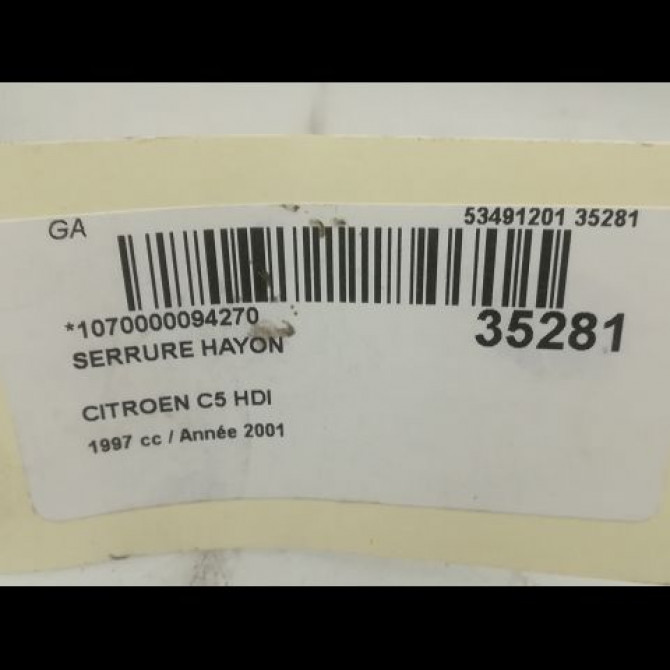 GA
53491201 35281
*1070000094270
35281
SERRURE HAYON
CITROEN C5 HDI
1997 cc / Année 2001